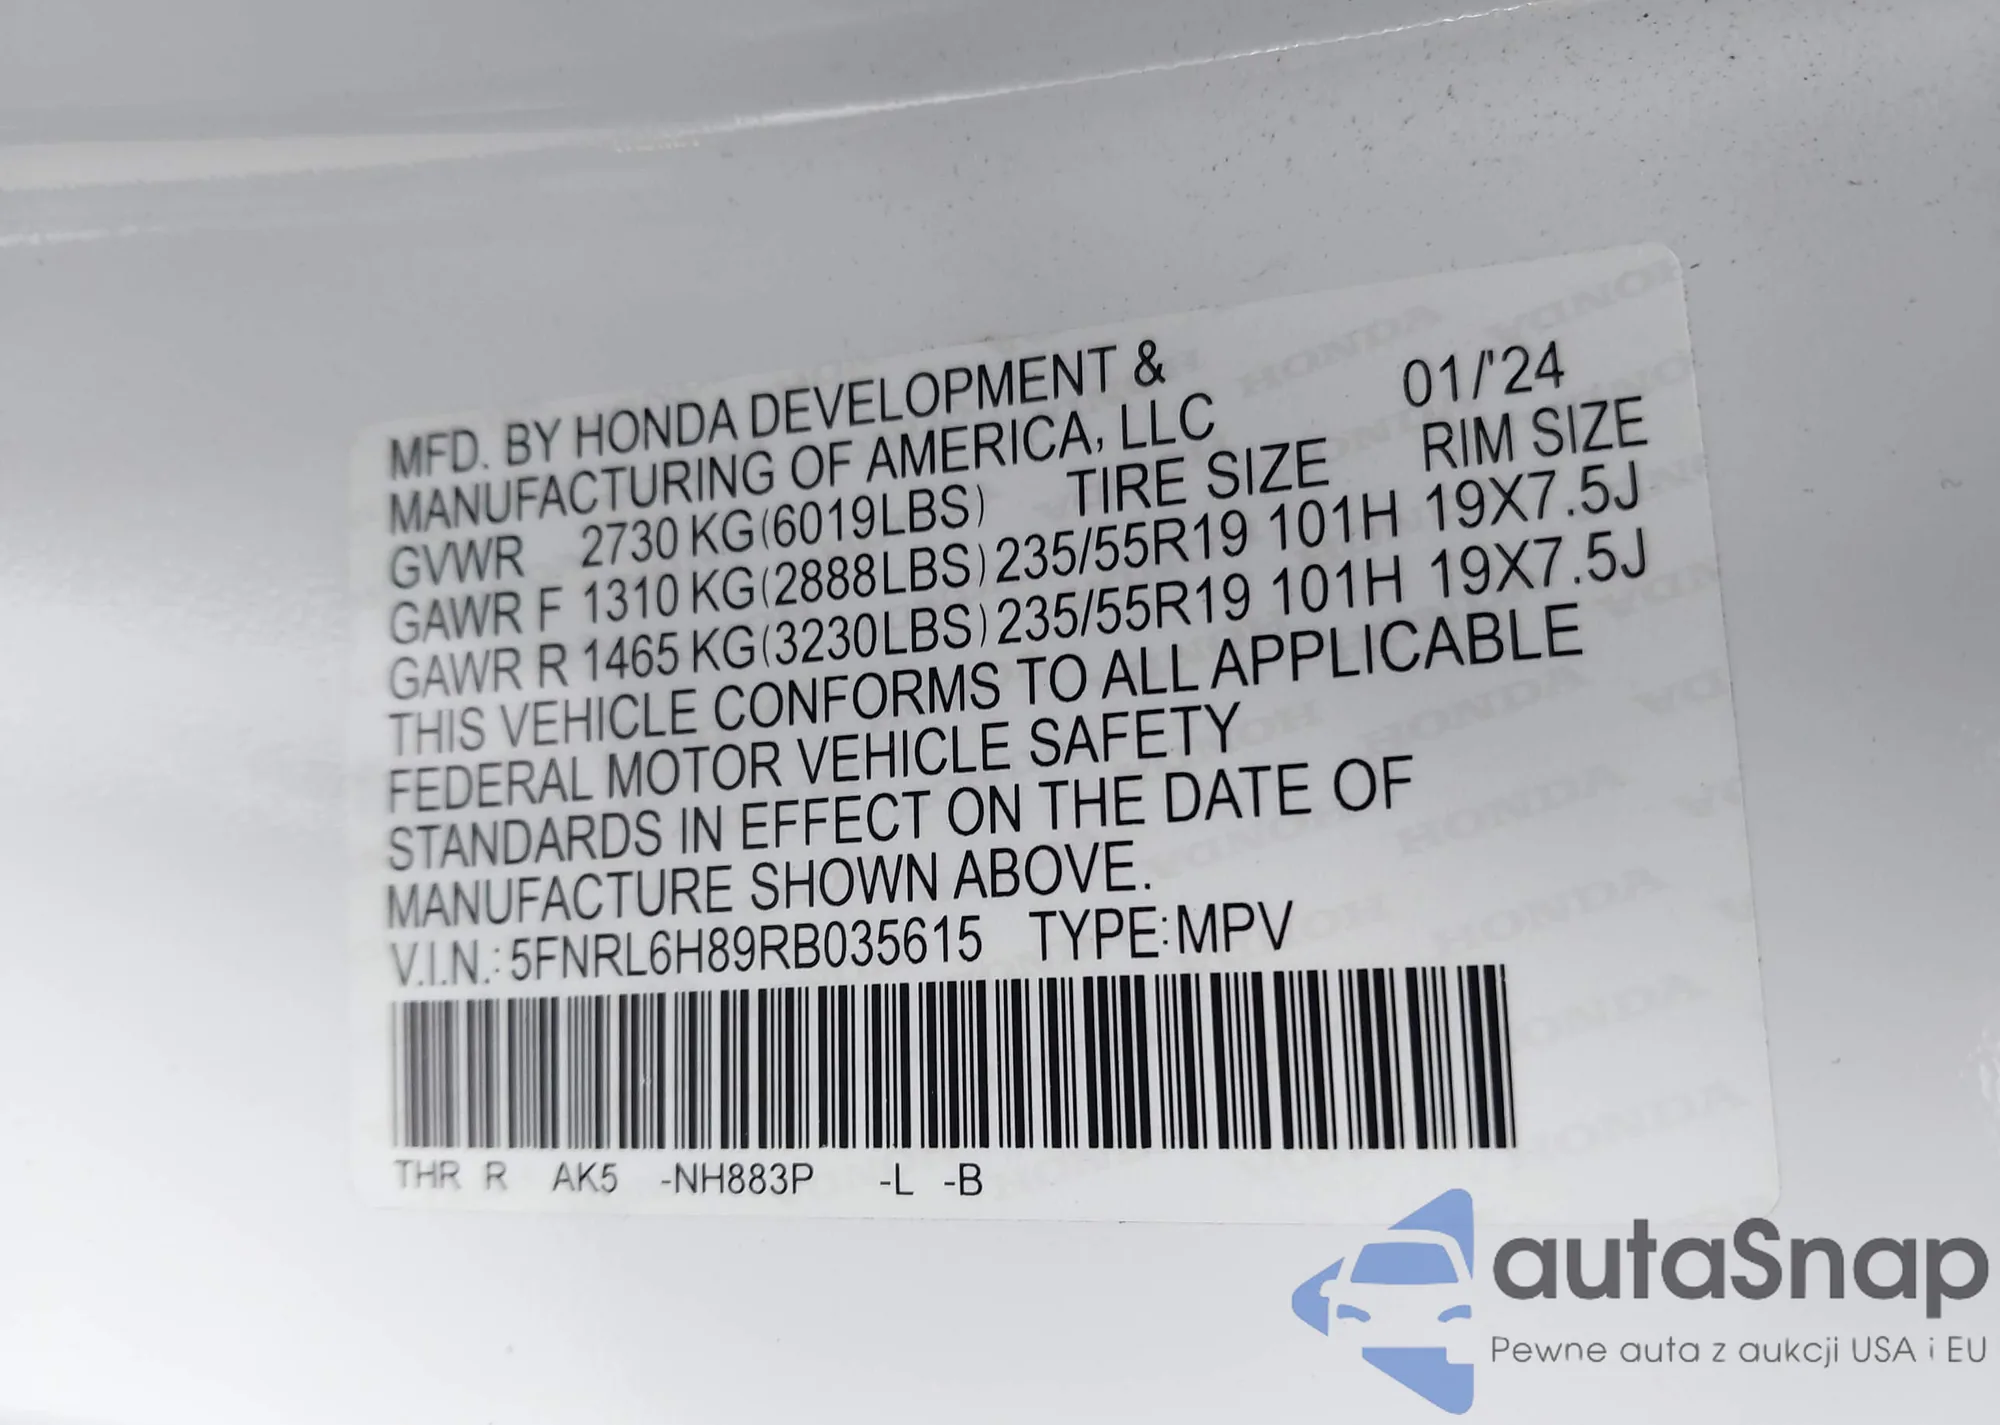 MFD. BY HONDA DEVELOPMENT & 01/'24
MANUFACTURING OF AMERICA, LLC
GVWR 2730 KG(6019LBS) TIRE SIZE RIM SIZE
GAWR F 1310 KG(2888LBS) 235/55R19 101H 19X7.5J
GAWR R 1465 KG(3230LBS) 235/55R19 101H 19X7.5J
THIS VEHICLE CONFORMS TO ALL APPLICABLE
FEDERAL MOTOR VEHICLE SAFETY
STANDARDS IN EFFECT ON THE DATE OF
MANUFACTURE SHOWN ABOVE.
V.I.N.: 5FNRL6H89RB035615 TYPE:MPV
THR R AK5 -NH883P -L -B
autaSnap
Pewne auta z aukcji USA i EU